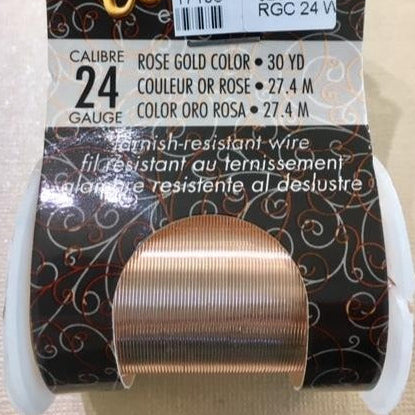 RGC 24 W
CALIBRE
24
GAUGE
ROSE GOLD COLOR • 30 YD
COULEUR OR ROSE • 27.4 M
COLOR ORO ROSA • 27.4 M
tarnish-resistant wire
fil résistant au ternissement
alambre resistente al deslustre